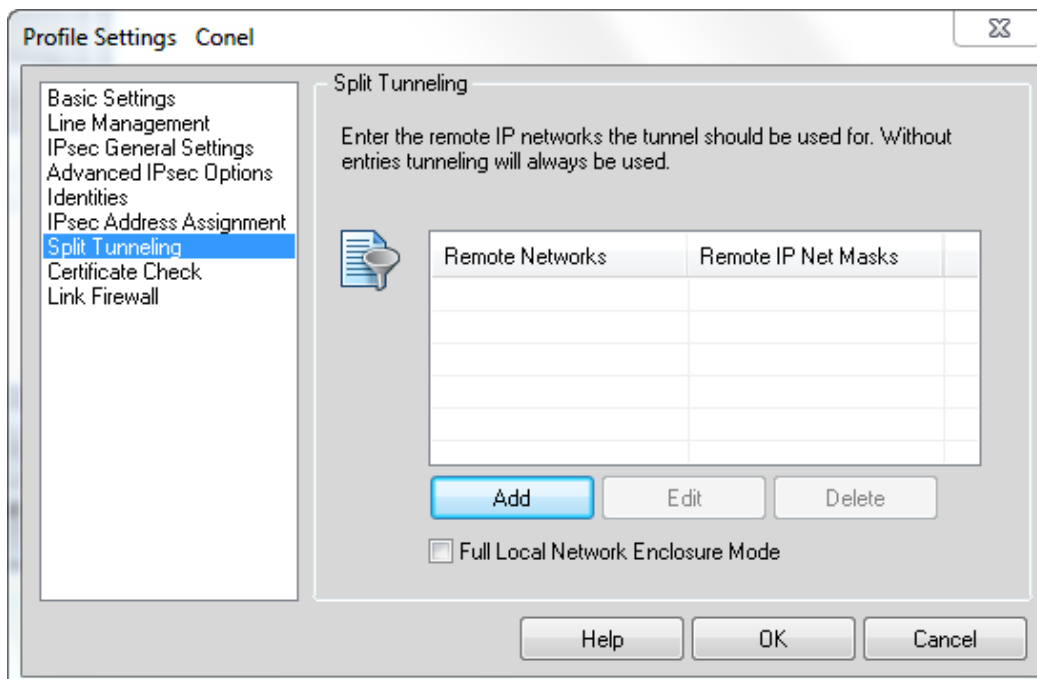 Profile Settings Conel
Basic Settings
Line Management
IPsec General Settings
Advanced IPsec Options
Identities
IPsec Address Assignment
Split Tunneling
Certificate Check
Link Firewall
Split Tunneling
Enter the remote IP networks the tunnel should be used for. Without
entries tunneling will always be used.
Remote Networks Remote IP Net Masks
Add Edit Delete
Full Local Network Enclosure Mode
Help OK Cancel